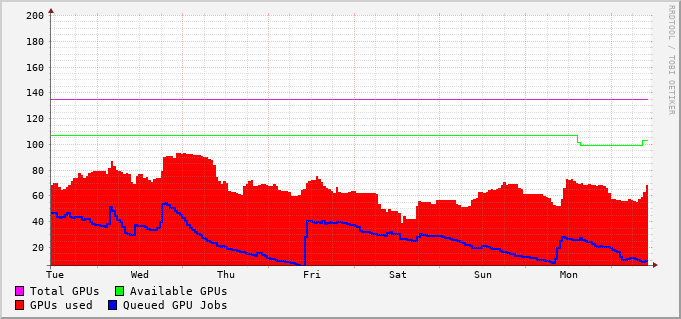 200
180
160
140
120
100
80
60
40
20
Tue Wed Thu Fri Sat Sun Mon
Total GPUs Available GPUs
GPUs used Queued GPU Jobs
RRDTOOL / TOBI OETIKER